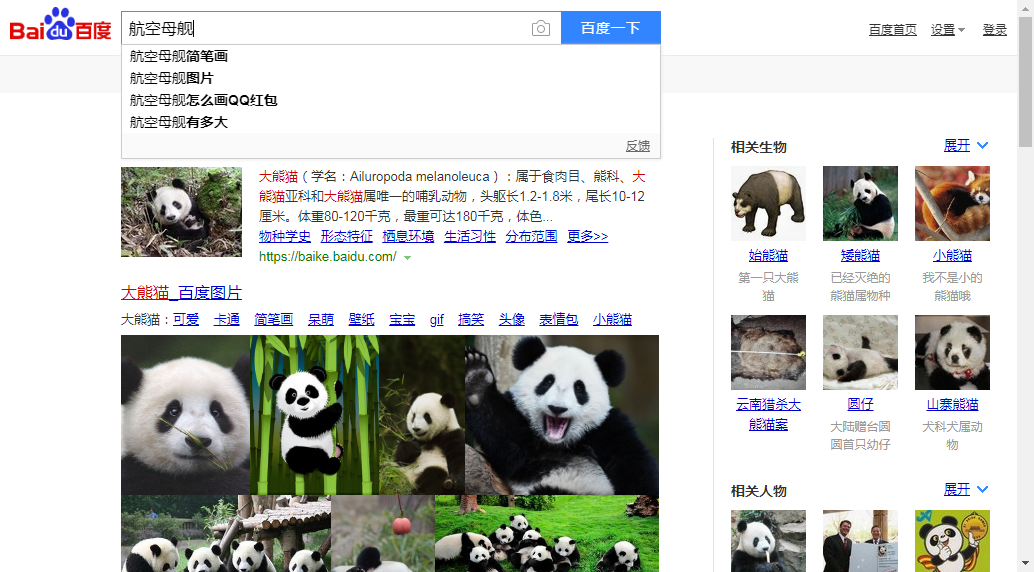 Bai du 百度
航空母舰
百度一下
百度首页 设置 登录
航空母舰简笔画
航空母舰图片
航空母舰怎么画QQ红包
航空母舰有多大
反馈
大熊猫（学名：Ailuropoda melanoleuca）：属于食肉目、熊科、大
熊猫亚科和大熊猫属唯一的哺乳动物，头躯长1.2-1.8米，尾长10-12
厘米。体重80-120千克，最重可达180千克，体色...
物种学史 形态特征 栖息环境 生活习性 分布范围 更多>>
https://baike.baidu.com/
大熊猫_百度图片
大熊猫：可爱 卡通 简笔画 呆萌 壁纸 宝宝 gif 搞笑 头像 表情包 小熊猫
相关生物 展开
始熊猫 矮熊猫 小熊猫
第一只大熊 已经灭绝的 我不是小的
猫 熊猫属物种 熊猫哦
云南猎杀大 圆仔 山寨熊猫
熊猫案 大陆赠台圆 犬科犬属动
圆首只幼仔 物
相关人物 展开